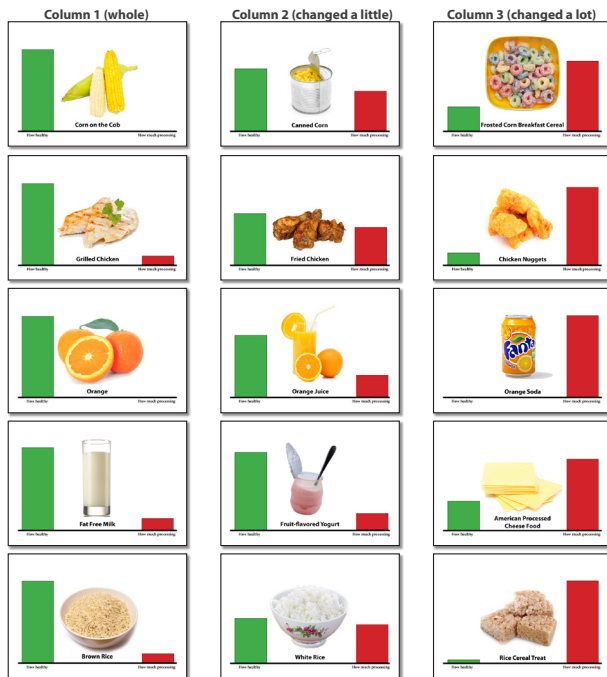 Column 1 (whole)
Column 2 (changed a little)
Column 3 (changed a lot)
Corn on the Cob
How healthy
How much processing
Canned Corn
How healthy
How much processing
Frosted Corn Breakfast Cereal
How healthy
How much processing
Grilled Chicken
How healthy
How much processing
Fried Chicken
How healthy
How much processing
Chicken Nuggets
How healthy
How much processing
Orange
How healthy
How much processing
Orange Juice
How healthy
How much processing
Fanta
Orange Soda
How healthy
How much processing
Fat Free Milk
How healthy
How much processing
Fruit-flavored Yogurt
How healthy
How much processing
American Processed
Cheese Food
How healthy
How much processing
Brown Rice
How healthy
How much processing
White Rice
How healthy
How much processing
Rice Cereal Treat
How healthy
How much processing